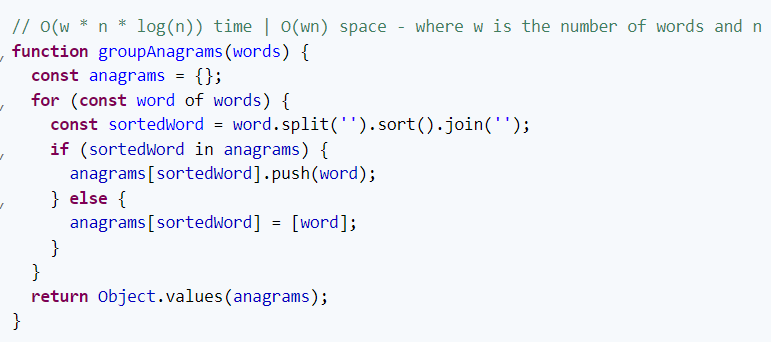 // O(w * n * log(n)) time | O(wn) space - where w is the number of words and n
function groupAnagrams(words) {
  const anagrams = {};
  for (const word of words) {
    const sortedWord = word.split('').sort().join('');
    if (sortedWord in anagrams) {
      anagrams[sortedWord].push(word);
    } else {
      anagrams[sortedWord] = [word];
    }
  }
  return Object.values(anagrams);
}